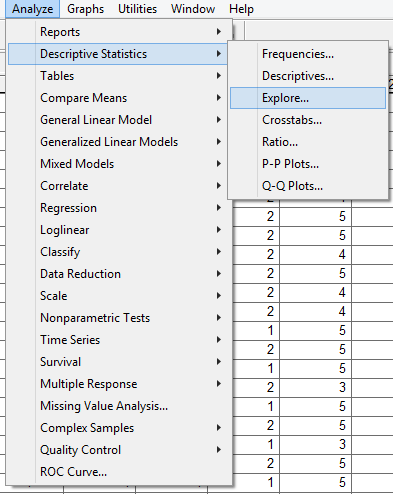 Analyze Graphs Utilities Window Help
Reports
Descriptive Statistics
Tables
Compare Means
General Linear Model
Generalized Linear Models
Mixed Models
Correlate
Regression
Loglinear
Classify
Data Reduction
Scale
Nonparametric Tests
Time Series
Survival
Multiple Response
Missing Value Analysis...
Complex Samples
Quality Control
ROC Curve...
Frequencies...
Descriptives...
Explore...
Crosstabs...
Ratio...
P-P Plots...
Q-Q Plots...
2 5
2 5
2 4
2 5
2 4
2 4
1 5
2 5
1 5
2 3
1 5
2 5
1 3
2 5
1 5